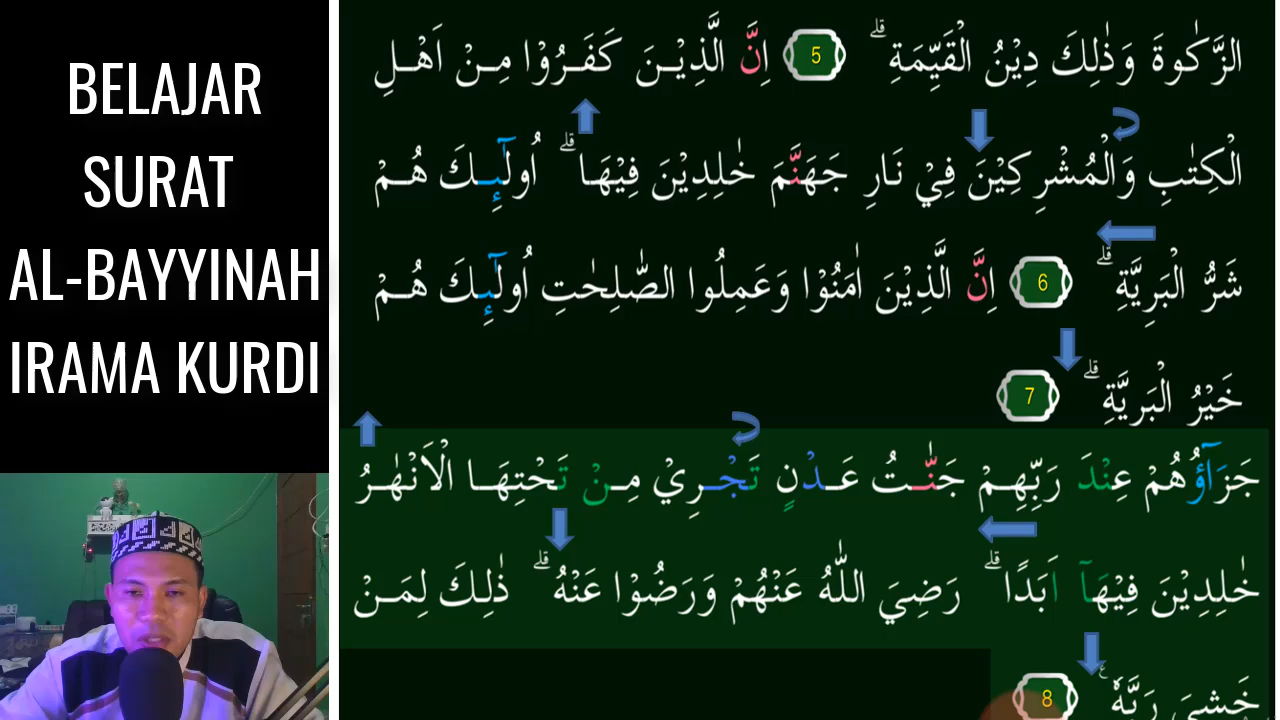 BELAJAR
SURAT
AL-BAYYINAH
IRAMA KURDI
الزَّكٰوةَ وَذٰلِكَ دِيْنُ الْقَيِّمَةِ ۗ 5 اِنَّ الَّذِيْنَ كَفَرُوْا مِنْ اَهْلِ
الْكِتٰبِ وَالْمُشْرِكِيْنَ فِيْ نَارِ جَهَنَّمَ خٰلِدِيْنَ فِيْهَا ۗ اُولٰۤىِٕكَ هُمْ
شَرُّ الْبَرِيَّةِ ۗ 6 اِنَّ الَّذِيْنَ اٰمَنُوْا وَعَمِلُوا الصّٰلِحٰتِ اُولٰۤىِٕكَ هُمْ
خَيْرُ الْبَرِيَّةِ ۗ 7
جَزَاۤؤُهُمْ عِنْدَ رَبِّهِمْ جَنّٰتُ عَدْنٍ تَجْرِيْ مِنْ تَحْتِهَا الْاَنْهٰرُ
خٰلِدِيْنَ فِيْهَآ اَبَدًا ۗ رَضِيَ اللّٰهُ عَنْهُمْ وَرَضُوْا عَنْهُ ۗ ذٰلِكَ لِمَنْ
خَشِيَ رَبَّهٗ ࣖ 8